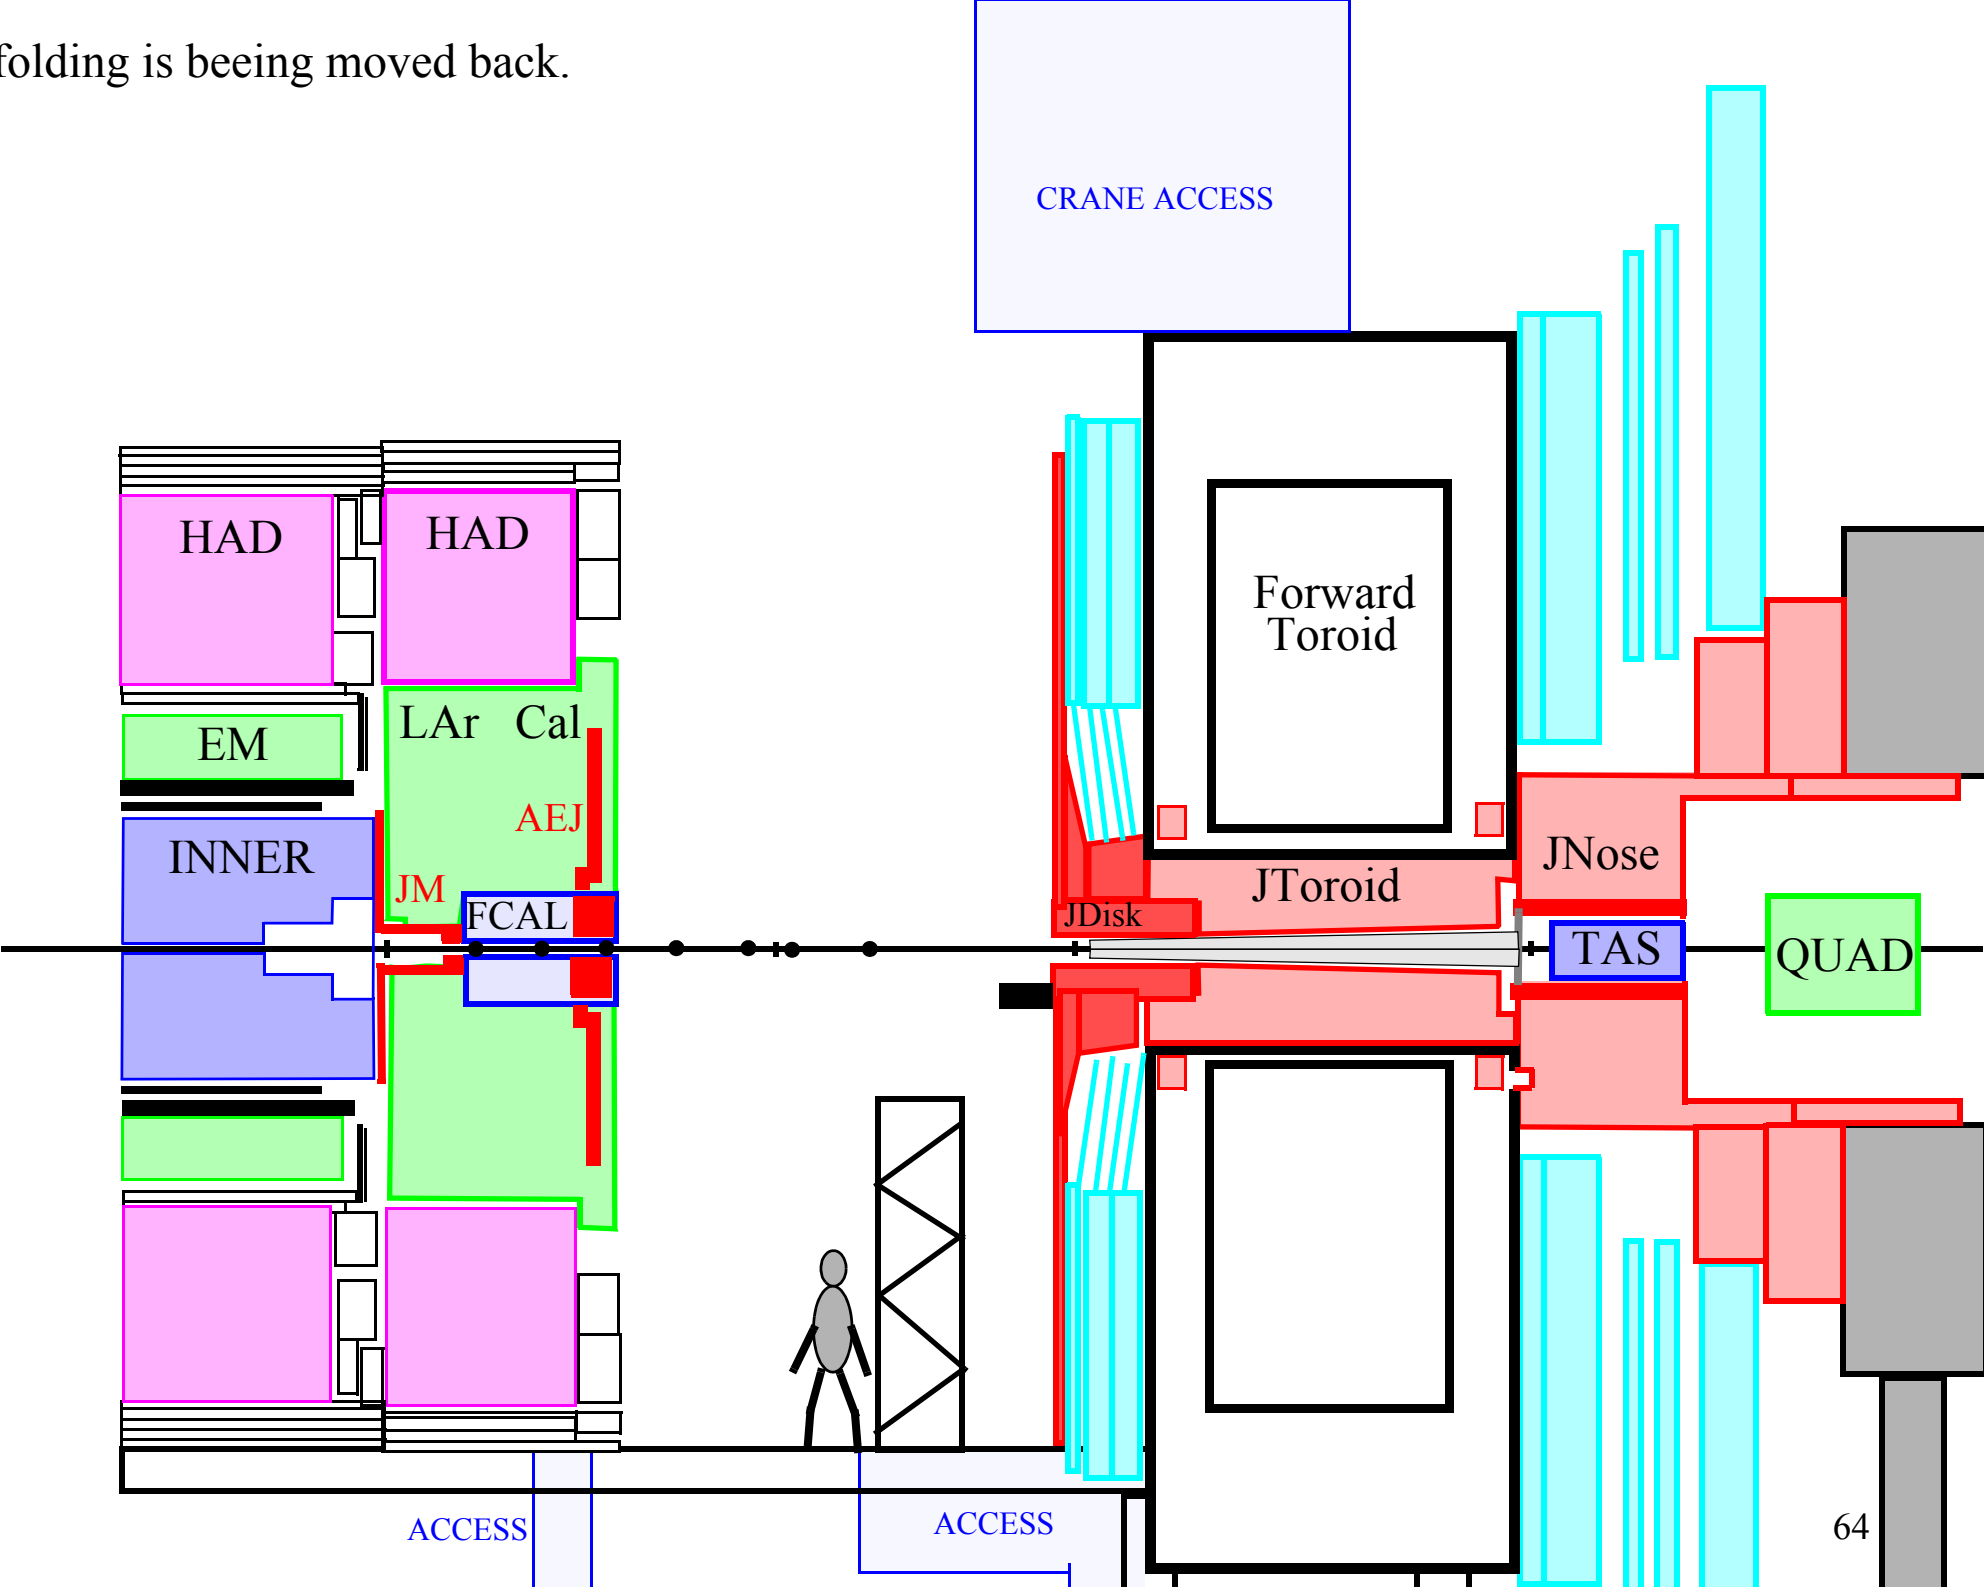 folding is beeing moved back.
CRANE ACCESS
HAD
HAD
Forward
Toroid
LAr Cal
EM
AEJ
INNER
JM
JNose
JToroid
FCAL
JDisk
TAS
QUAD
ACCESS
ACCESS
64